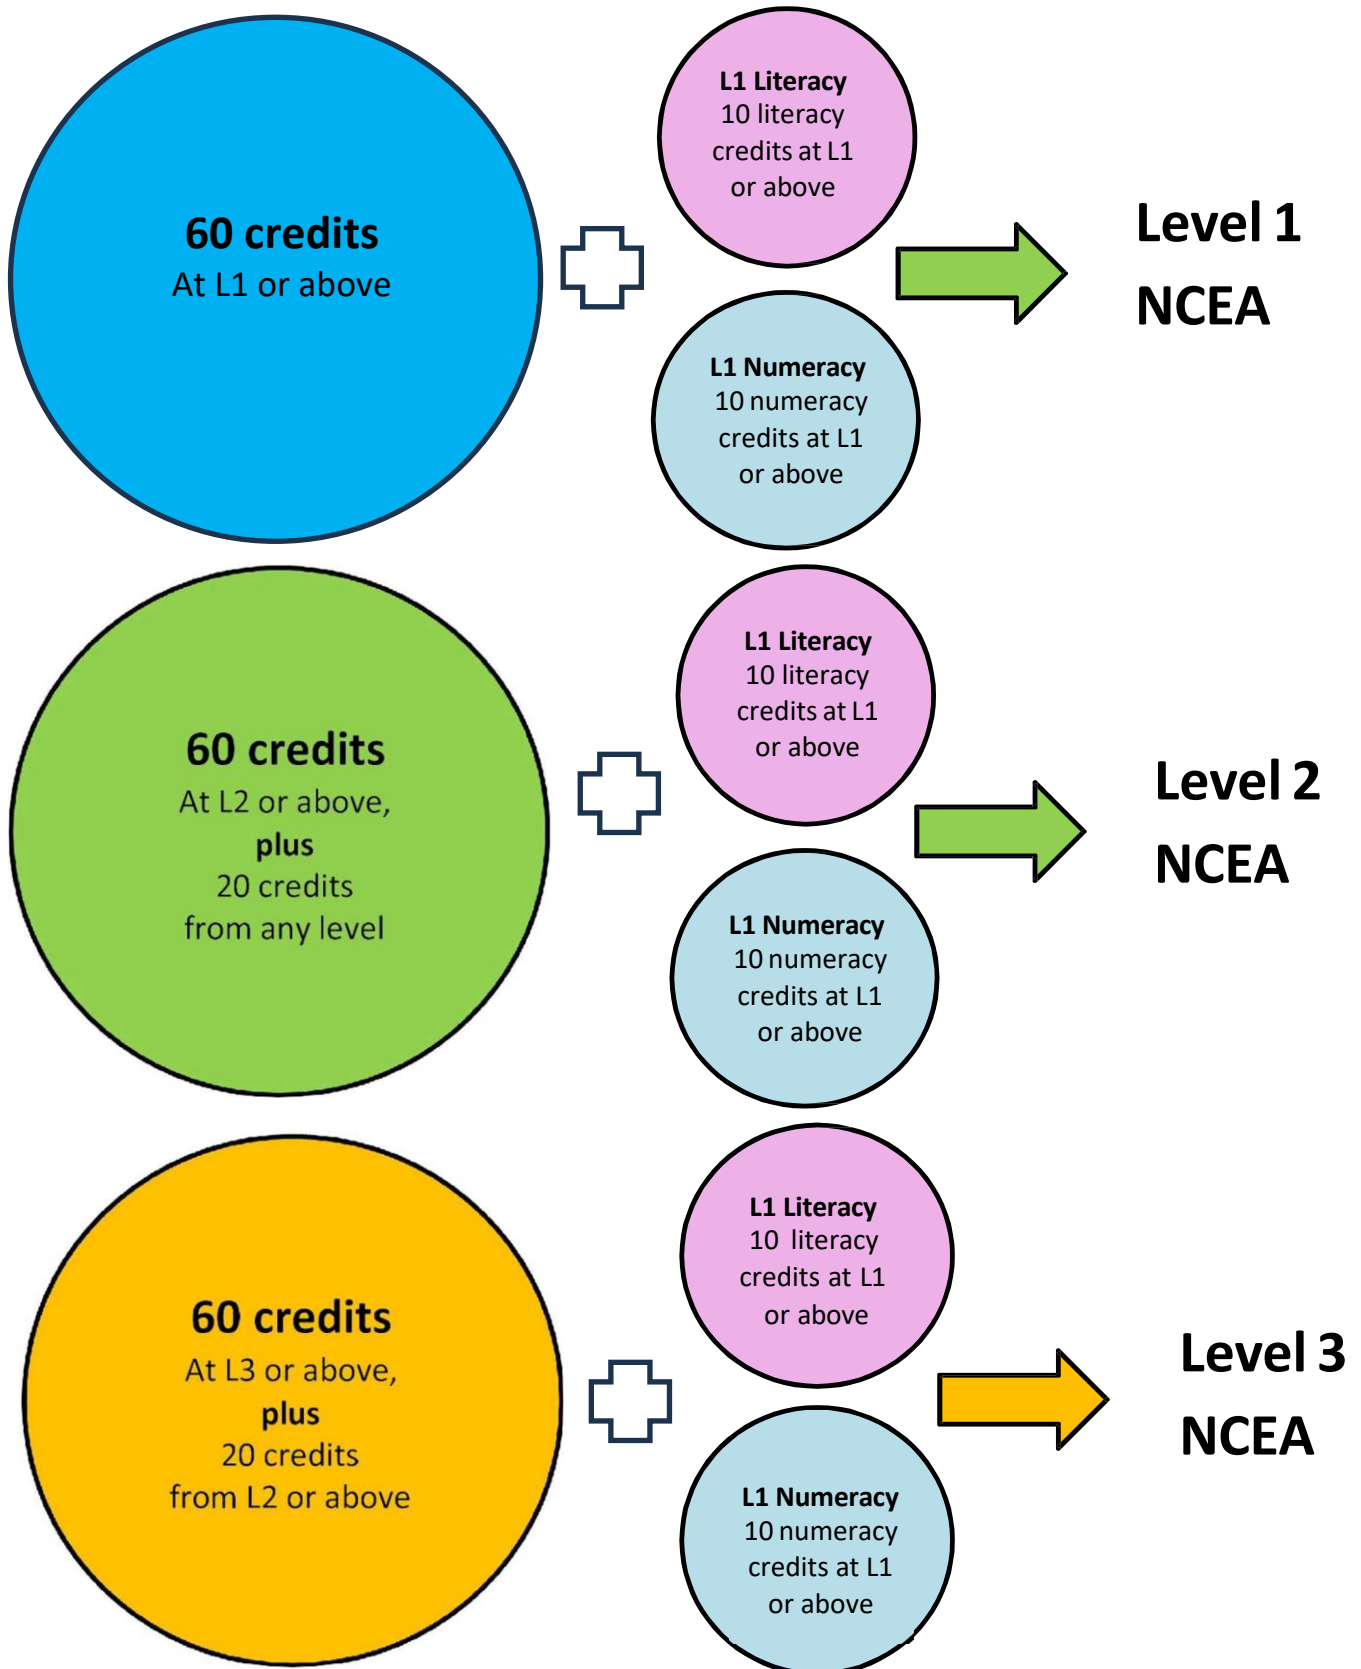 60 credits
At L1 or above
L1 Literacy
10 literacy
credits at L1
or above
L1 Numeracy
10 numeracy
credits at L1
or above
Level 1
NCEA
60 credits
At L2 or above,
plus
20 credits
from any level
L1 Literacy
10 literacy
credits at L1
or above
L1 Numeracy
10 numeracy
credits at L1
or above
Level 2
NCEA
60 credits
At L3 or above,
plus
20 credits
from L2 or above
L1 Literacy
10 literacy
credits at L1
or above
L1 Numeracy
10 numeracy
credits at L1
or above
Level 3
NCEA